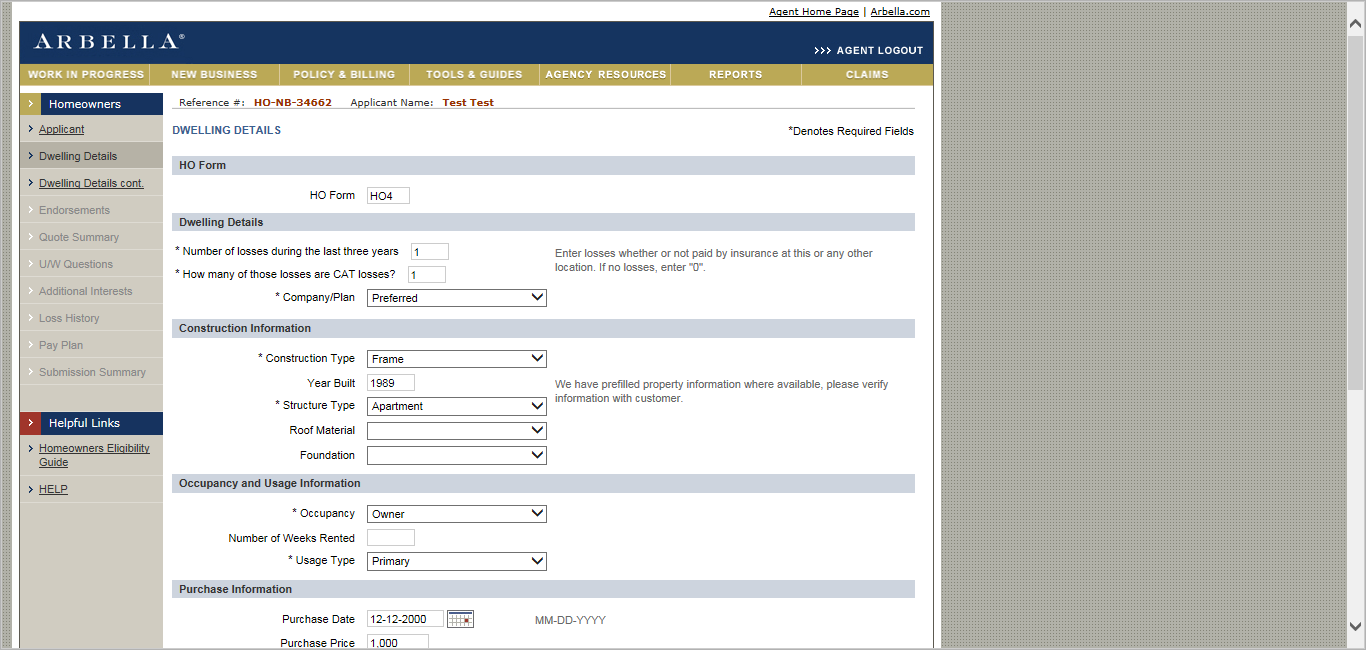 Agent Home Page | Arbella.com
ARBELLA®
>>> AGENT LOGOUT
WORK IN PROGRESS NEW BUSINESS POLICY & BILLING TOOLS & GUIDES AGENCY RESOURCES REPORTS CLAIMS
Homeowners
Applicant
Dwelling Details
Dwelling Details cont.
Endorsements
Quote Summary
U/W Questions
Additional Interests
Loss History
Pay Plan
Submission Summary
Helpful Links
Homeowners Eligibility
Guide
HELP
Reference #: HO-NB-34662 Applicant Name: Test Test
DWELLING DETAILS
*Denotes Required Fields
HO Form
HO Form HO4
Dwelling Details
* Number of losses during the last three years 1
Enter losses whether or not paid by insurance at this or any other
location. If no losses, enter "0".
* How many of those losses are CAT losses? 1
* Company/Plan Preferred
Construction Information
* Construction Type Frame
Year Built 1989
We have prefilled property information where available, please verify
information with customer.
* Structure Type Apartment
Roof Material
Foundation
Occupancy and Usage Information
* Occupancy Owner
Number of Weeks Rented
* Usage Type Primary
Purchase Information
Purchase Date 12-12-2000 MM-DD-YYYY
Purchase Price 1,000